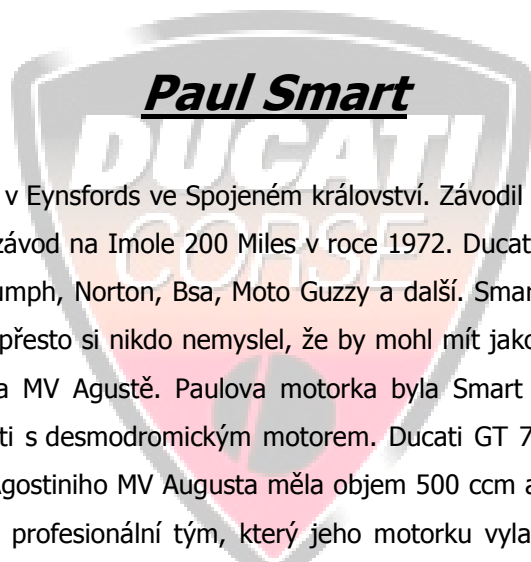 Paul Smart
DUCATI
CORSE
v Eynsfords ve Spojeném království. Závodil
závod na Imole 200 Miles v roce 1972. Ducat
umph, Norton, Bsa, Moto Guzzy a další. Smar
přesto si nikdo nemyslel, že by mohl mít jako
a MV Agustě. Paulova motorka byla Smart
ti s desmodromickým motorem. Ducati GT 7
Agostiniho MV Augusta měla objem 500 ccm a
profesionální tým, který jeho motorku vyla